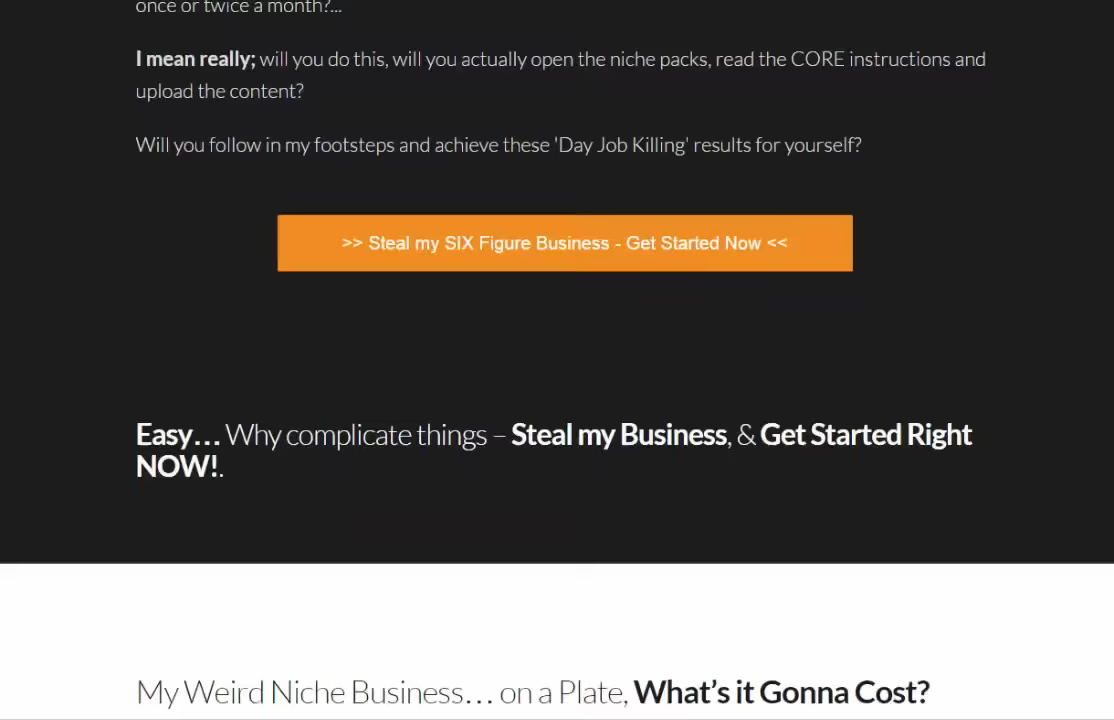 once or twice a month?...
I mean really; will you do this, will you actually open the niche packs, read the CORE instructions and
upload the content?
Will you follow in my footsteps and achieve these 'Day Job Killing' results for yourself?
>> Steal my SIX Figure Business - Get Started Now <<
Easy… Why complicate things – Steal my Business, & Get Started Right
NOW!.
My Weird Niche Business… on a Plate, What’s it Gonna Cost?